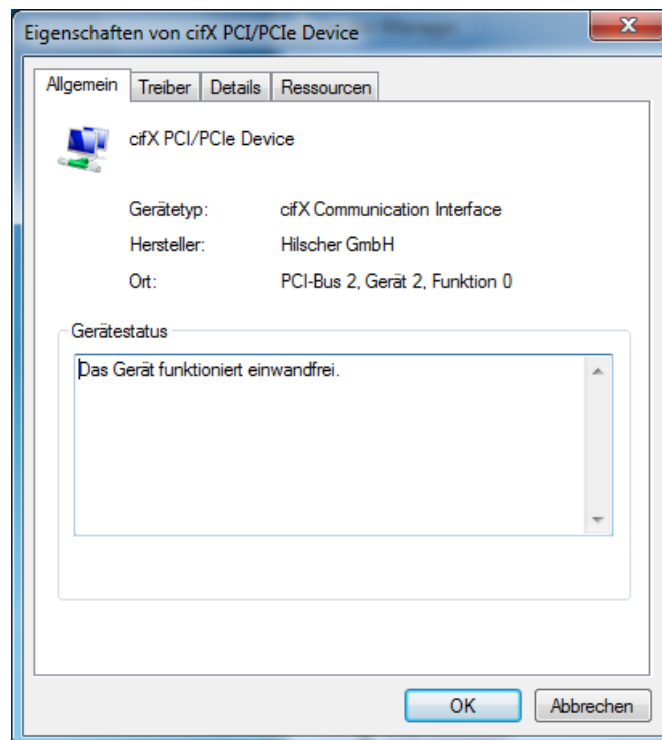 Eigenschaften von cifX PCI/PCIe Device
Allgemein Treiber Details Ressourcen
cifX PCI/PCIe Device
Gerätetyp: cifX Communication Interface
Hersteller: Hilscher GmbH
Ort: PCI-Bus 2, Gerät 2, Funktion 0
Gerätestatus
Das Gerät funktioniert einwandfrei.
OK Abbrechen